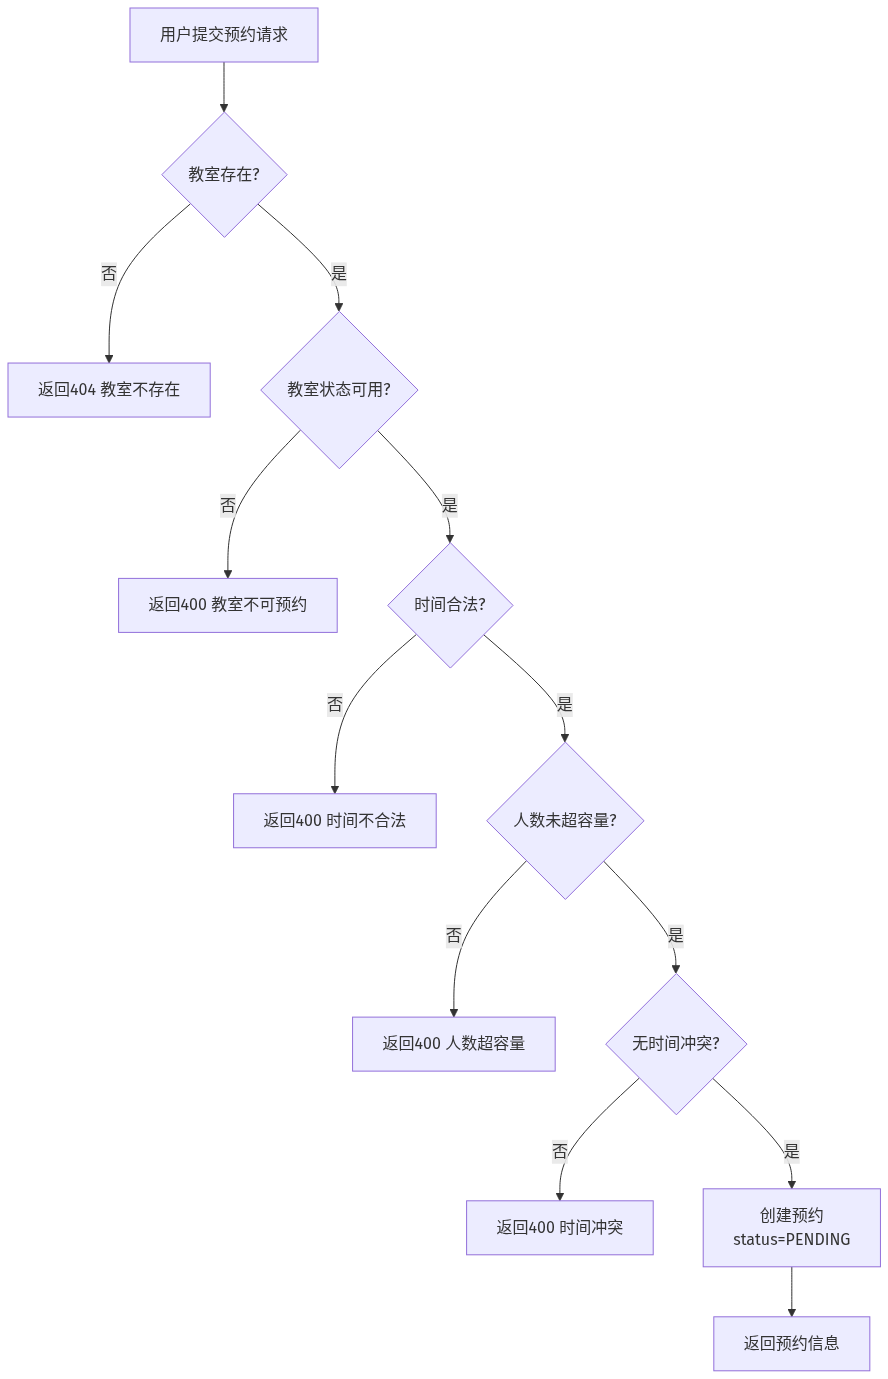 用户提交预约请求
教室存在?
否
是
返回404 教室不存在
教室状态可用?
否
是
返回400 教室不可预约
时间合法?
否
是
返回400 时间不合法
人数未超容量?
否
是
返回400 人数超容量
无时间冲突?
否
是
返回400 时间冲突
创建预约
status=PENDING
返回预约信息